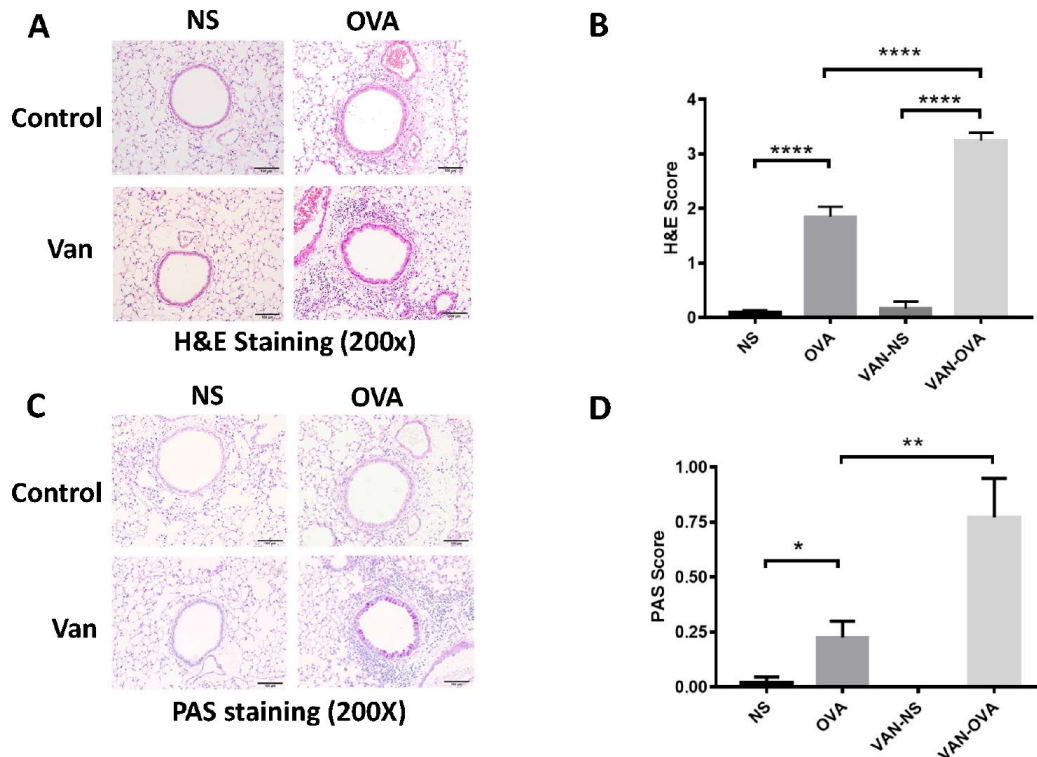 A
NS
OVA
Control
Van
H&E Staining (200x)
B
****
****
****
4
3
2
1
0
H&E Score
NS
OVA
VAN-NS
VAN-OVA
C
NS
OVA
Control
Van
PAS staining (200X)
D
**
*
1.00
0.75
0.50
0.25
0.00
PAS Score
NS
OVA
VAN-NS
VAN-OVA